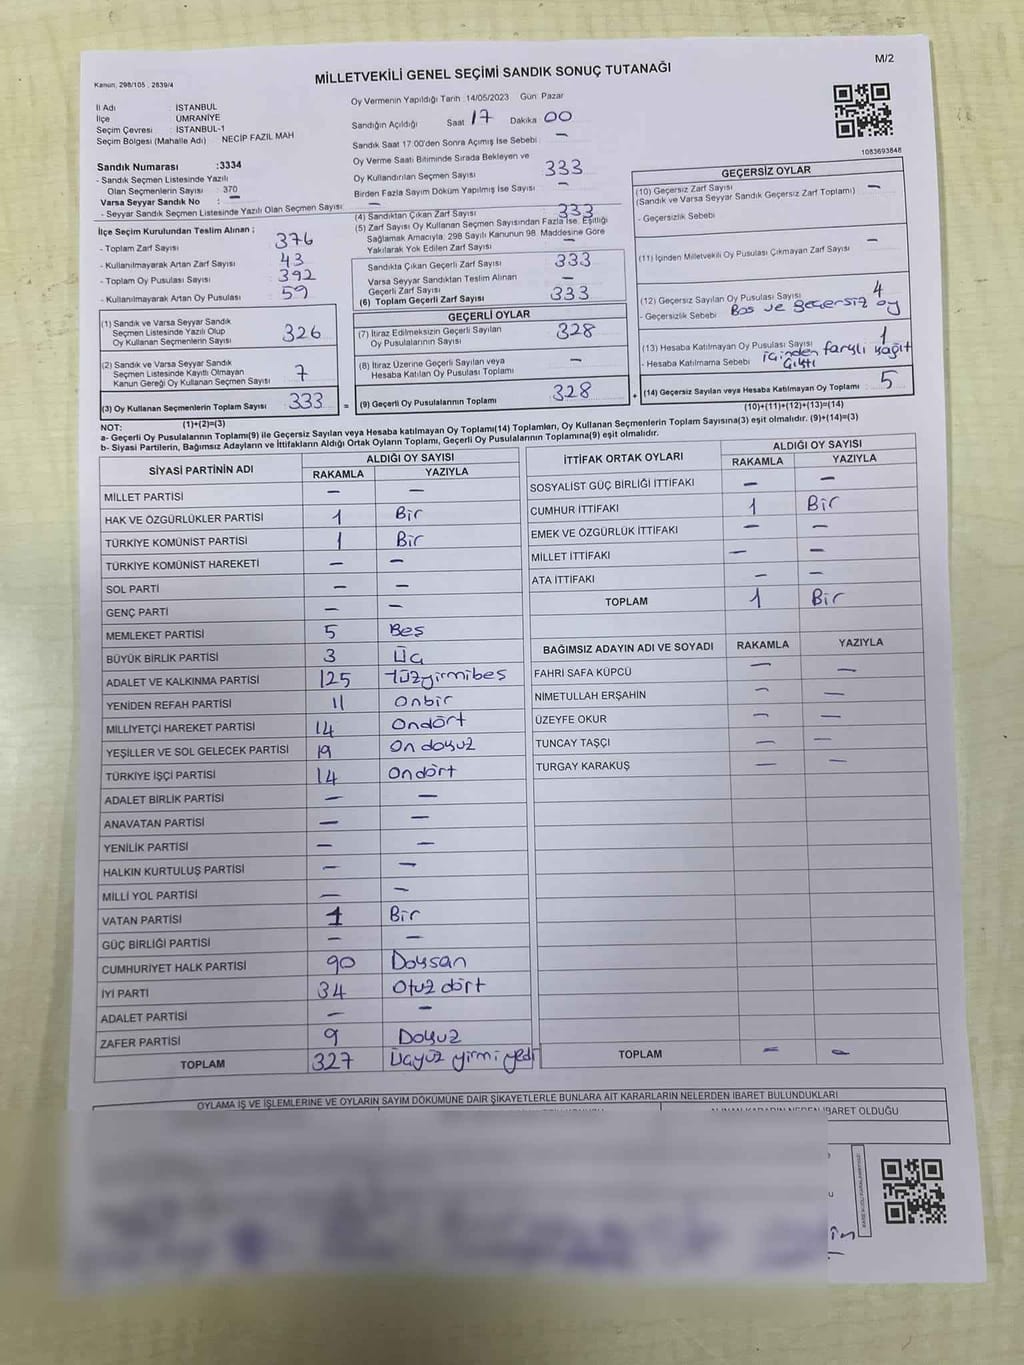 M/2
Kanun: 298/105 , 2839/4
MİLLETVEKİLİ GENEL SEÇİMİ SANDIK SONUÇ TUTANAĞI
1083693848
İl Adı : İSTANBUL
İlçe : ÜMRANİYE
Seçim Çevresi : İSTANBUL-1
Seçim Bölgesi (Mahalle Adı) : NECİP FAZIL MAH
Sandık Numarası :3334
- Sandık Seçmen Listesinde Yazılı
Olan Seçmenlerin Sayısı : 370
Varsa Seyyar Sandık No : –
- Seyyar Sandık Seçmen Listesinde Yazılı Olan Seçmen Sayısı: –
İlçe Seçim Kurulundan Teslim Alınan ;
- Toplam Zarf Sayısı : 376
- Kullanılmayarak Artan Zarf Sayısı : 43
- Toplam Oy Pusulası Sayısı : 392
- Kullanılmayarak Artan Oy Pusulası : 59
(1) Sandık ve Varsa Seyyar Sandık
Seçmen Listesinde Yazılı Olup
Oy Kullanan Seçmenlerin Sayısı : 326
(2) Sandık ve Varsa Seyyar Sandık
Seçmen Listesinde Kayıtlı Olmayan
Kanun Gereği Oy Kullanan Seçmen Sayısı : 7
(3) Oy Kullanan Seçmenlerin Toplam Sayısı : 333
(1)+(2)=(3)
Oy Vermenin Yapıldığı Tarih : 14/05/2023 Gün: Pazar
Sandığın Açıldığı Saat : 17 Dakika : 00
Sandık Saat 17:00'den Sonra Açılmış İse Sebebi : –
Oy Verme Saati Bitiminde Sırada Bekleyen ve
Oy Kullandırılan Seçmen Sayısı : 333
Birden Fazla Sayım Döküm Yapılmış İse Sayısı : –
(4) Sandıktan Çıkan Zarf Sayısı : 333
(5) Zarf Sayısı Oy Kullanan Seçmen Sayısından Fazla İse, Eşitliği
Sağlamak Amacıyla; 298 Sayılı Kanunun 98. Maddesine Göre
Yakılarak Yok Edilen Zarf Sayısı : –
Sandıkta Çıkan Geçerli Zarf Sayısı : 333
Varsa Seyyar Sandıktan Teslim Alınan
Geçerli Zarf Sayısı : –
(6) Toplam Geçerli Zarf Sayısı : 333
GEÇERLİ OYLAR
(7) İtiraz Edilmeksizin Geçerli Sayılan
Oy Pusulalarının Sayısı : 328
(8) İtiraz Üzerine Geçerli Sayılan veya
Hesaba Katılan Oy Pusulası Toplamı : –
= (9) Geçerli Oy Pusulalarının Toplamı : 328
GEÇERSİZ OYLAR
(10) Geçersiz Zarf Sayısı
(Sandık ve Varsa Seyyar Sandık Geçersiz Zarf Toplamı) : –
- Geçersizlik Sebebi :
(11) İçinden Milletvekili Oy Pusulası Çıkmayan Zarf Sayısı : –
(12) Geçersiz Sayılan Oy Pusulası Sayısı : 4
- Geçersizlik Sebebi : Bos ve geçersiz oy
(13) Hesaba Katılmayan Oy Pusulası Sayısı : 1
- Hesaba Katılmama Sebebi : içinden farklı kağıt
çıktı
+ (14) Geçersiz Sayılan veya Hesaba Katılmayan Oy Toplamı : 5
(10)+(11)+(12)+(13)=(14)
NOT:
a- Geçerli Oy Pusulalarının Toplamı(9) ile Geçersiz Sayılan veya Hesaba katılmayan Oy Toplamı(14) Toplamları, Oy Kullanan Seçmenlerin Toplam Sayısına(3) eşit olmalıdır. (9)+(14)=(3)
b- Siyasi Partilerin, Bağımsız Adayların ve İttifakların Aldığı Ortak Oyların Toplamı, Geçerli Oy Pusulalarının Toplamına(9) eşit olmalıdır.
SİYASİ PARTİNİN ADI ALDIĞI OY SAYISI
RAKAMLA YAZIYLA
MİLLET PARTİSİ – –
HAK VE ÖZGÜRLÜKLER PARTİSİ 1 Bir
TÜRKİYE KOMÜNİST PARTİSİ 1 Bir
TÜRKİYE KOMÜNİST HAREKETİ – –
SOL PARTİ – –
GENÇ PARTİ – –
MEMLEKET PARTİSİ 5 Beş
BÜYÜK BİRLİK PARTİSİ 3 Üç
ADALET VE KALKINMA PARTİSİ 125 Yüzyirmibeş
YENİDEN REFAH PARTİSİ 11 Onbir
MİLLİYETÇİ HAREKET PARTİSİ 14 Ondört
YEŞİLLER VE SOL GELECEK PARTİSİ 19 On dokuz
TÜRKİYE İŞÇİ PARTİSİ 14 Ondört
ADALET BİRLİK PARTİSİ – –
ANAVATAN PARTİSİ – –
YENİLİK PARTİSİ – –
HALKIN KURTULUŞ PARTİSİ – –
MİLLİ YOL PARTİSİ – –
VATAN PARTİSİ 1 Bir
GÜÇ BİRLİĞİ PARTİSİ – –
CUMHURİYET HALK PARTİSİ 90 Doksan
İYİ PARTİ 34 Otuz dört
ADALET PARTİSİ – –
ZAFER PARTİSİ 9 Dokuz
TOPLAM 327 Üçyüz yirmi yedi
İTTİFAK ORTAK OYLARI ALDIĞI OY SAYISI
RAKAMLA YAZIYLA
SOSYALİST GÜÇ BİRLİĞİ İTTİFAKI – –
CUMHUR İTTİFAKI 1 Bir
EMEK VE ÖZGÜRLÜK İTTİFAKI – –
MİLLET İTTİFAKI – –
ATA İTTİFAKI – –
TOPLAM 1 Bir
BAĞIMSIZ ADAYIN ADI VE SOYADI RAKAMLA YAZIYLA
FAHRİ SAFA KÜPCÜ – –
NİMETULLAH ERŞAHİN – –
ÜZEYFE OKUR – –
TUNCAY TAŞÇI – –
TURGAY KARAKUŞ – –
TOPLAM – –
OYLAMA İŞ VE İŞLEMLERİNE VE OYLARIN SAYIM DÖKÜMÜNE DAİR ŞİKAYETLERLE BUNLARA AİT KARARLARIN NELERDEN İBARET BULUNDUKLARI
ALINAN KARARIN NEDEN İBARET OLDUĞU